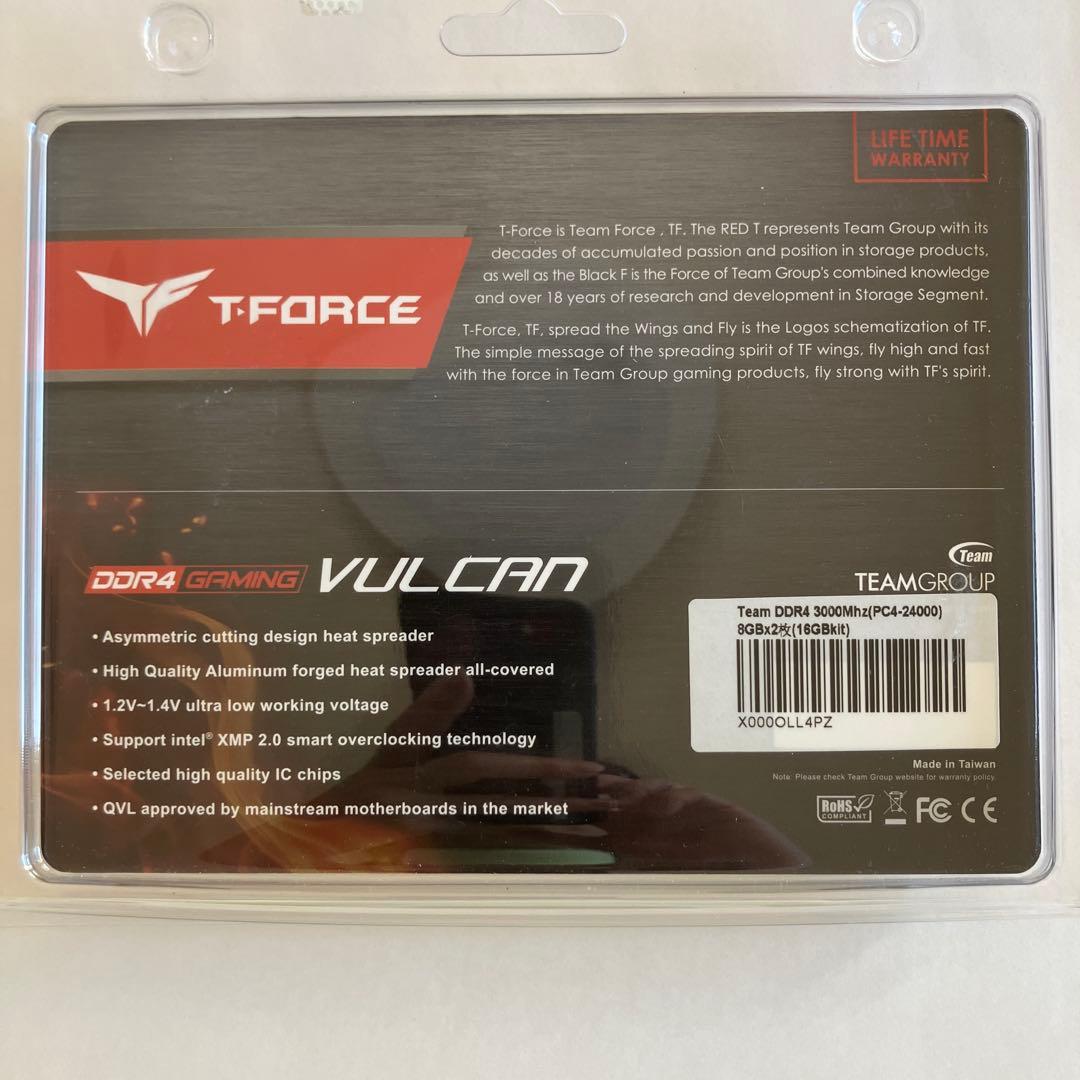 LIFE TIME
WARRANTY
T-Force is Team Force , TF. The RED T represents Team Group with its
decades of accumulated passion and position in storage products,
as well as the Black F is the Force of Team Group's combined knowledge
and over 18 years of research and development in Storage Segment.
T-FORCE
T-Force, TF, spread the Wings and Fly is the Logos schematization of TF.
The simple message of the spreading spirit of TF wings, fly high and fast
with the force in Team Group gaming products, fly strong with TF's spirit.
DDR4 GAMING VULCAN
• Asymmetric cutting design heat spreader
• High Quality Aluminum forged heat spreader all-covered
• 1.2V~1.4V ultra low working voltage
• Support intel® XMP 2.0 smart overclocking technology
• Selected high quality IC chips
• QVL approved by mainstream motherboards in the market
Team
TEAMGROUP
Team DDR4 3000Mhz(PC4-24000)
8GBx2枚(16GBkit)
X000OLL4PZ
Made in Taiwan
Note: Please check Team Group website for warranty policy.
RoHS
COMPLIANT
FC CE